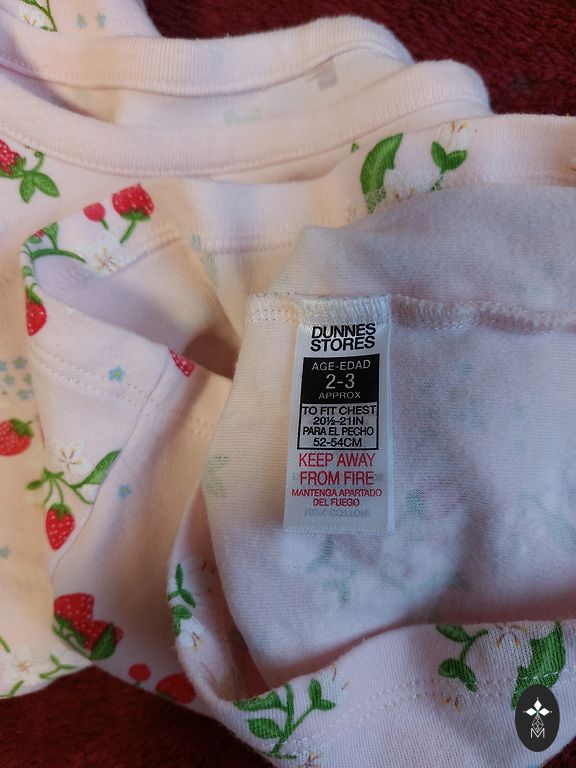 DUNNES
STORES
AGE-EDAD
2-3
APPROX
TO FIT CHEST
20½-21IN
PARA EL PECHO
52-54CM
KEEP AWAY
FROM FIRE
MANTENGA APARTADO
DEL FUEGO
M